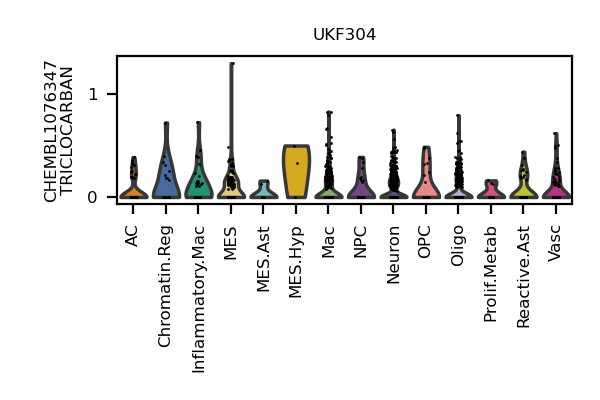 UKF304
CHEMBL1076347
TRICLOCARBAN
1
0
AC
Chromatin.Reg
Inflammatory.Mac
MES
MES.Ast
MES.Hyp
Mac
NPC
Neuron
OPC
Oligo
Prolif.Metab
Reactive.Ast
Vasc